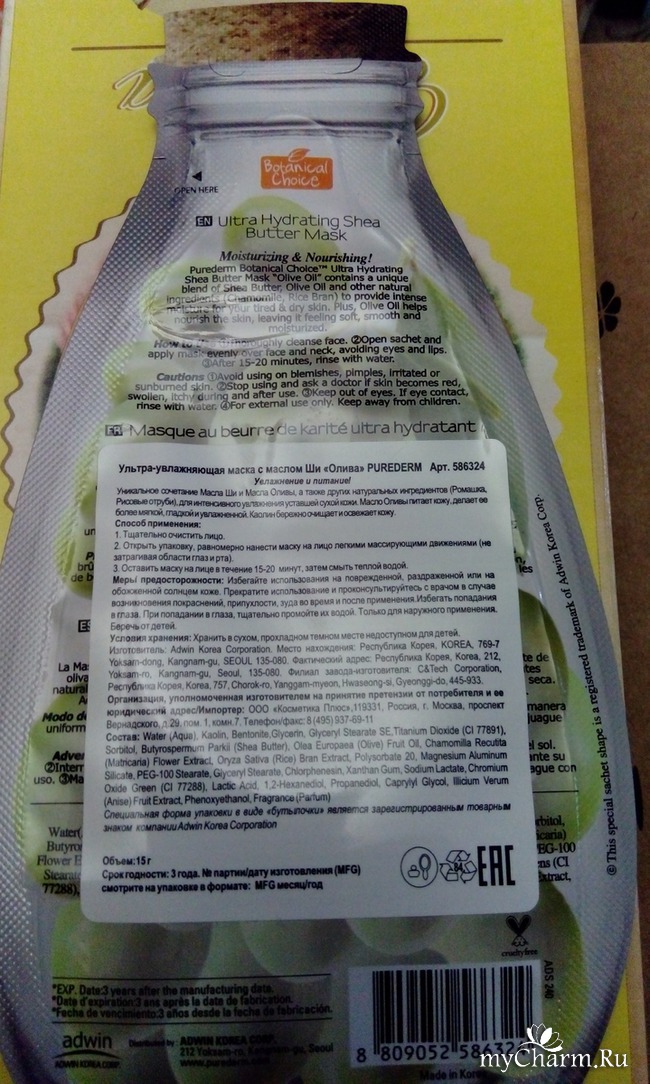 Botanical
Choice
OPEN HERE
EN Ultra Hydrating Shea
Butter Mask
Moisturizing & Nourishing!
Purederm Botanical Choice™ Ultra Hydrating
Shea Butter Mask "Olive Oil" contains a unique
blend of Shea Butter, Olive Oil and other natural
ingredients (Chamomile, Rice Bran) to provide intense
moisture for your tired & dry skin. Plus, Olive Oil helps
nourish the skin, leaving it feeling soft, smooth and
moisturized.
How to thoroughly cleanse face. ②Open sachet and
apply mask evenly over face and neck, avoiding eyes and lips.
③After 15-20 minutes, rinse with water.
Cautions ①Avoid using on blemishes, pimples, irritated or
sunburned skin. ②Stop using and ask a doctor if skin becomes red,
swollen, itchy during and after use. ③Keep out of eyes. If eye contact,
rinse with water. ④For external use only. Keep away from children.
FR Masque au beurre de karité ultra hydratant
Ультра-увлажняющая маска с маслом Ши «Олива» PUREDERM Арт. 586324
Увлажнение и питание!
Уникальное сочетание Масла Ши и Масла Оливы, а также других натуральных ингредиентов (Ромашка,
Рисовые отруби), для интенсивного увлажнения уставшей сухой кожи. Масло Оливы питает кожу, делает ее
более мягкой, гладкой и увлажненной. Каолин бережно очищает и освежает кожу.
Способ применения:
1. Тщательно очистить лицо.
2. Открыть упаковку, равномерно нанести маску на лицо легкими массирующими движениями (не
затрагивая области глаз и рта).
3. Оставить маску на лице в течение 15-20 минут, затем смыть теплой водой.
Меры предосторожности: Избегайте использования на поврежденной, раздраженной или на
обожженной солнцем коже. Прекратите использование и проконсультируйтесь с врачом в случае
возникновения покраснений, припухлости, зуда во время и после применения. Избегать попадания
в глаза. При попадании в глаза, тщательно промойте их водой. Только для наружного применения.
Беречь от детей.
Условия хранения: Хранить в сухом, прохладном темном месте недоступном для детей.
Изготовитель: Adwin Korea Corporation. Место нахождения: Республика Корея, KOREA, 769-7
Yoksam-dong, Kangnam-gu, SEOUL 135-080. Фактический адрес: Республика Корея, Korea, 212,
Yoksam-ro, Kangnam-gu, Seoul, 135-080. Филиал завода-изготовителя: C&Tech Corporation,
Республика Корея, Korea, 757, Chorok-ro, Yanggam-myeon, Hwaseong-si, Gyeonggi-do, 445-933.
Организация, уполномоченная изготовителем на принятие претензий от потребителя и ее
юридический адрес/Импортер: ООО «Косметика Плюс»,119331, Россия, г. Москва, проспект
Вернадского, д.29, пом. 1, комн.7. Телефон/факс: 8 (495) 937-69-11
Состав: Water (Aqua), Kaolin, Bentonite,Glycerin, Glyceryl Stearate SE,Titanium Dioxide (CI 77891),
Sorbitol, Butyrospermum Parkii (Shea Butter), Olea Europaea (Olive) Fruit Oil, Chamomilla Recutita
(Matricaria) Flower Extract, Oryza Sativa (Rice) Bran Extract, Polysorbate 20, Magnesium Aluminum
Silicate, PEG-100 Stearate, Glyceryl Stearate, Chlorphenesin, Xanthan Gum, Sodium Lactate, Chromium
Oxide Green (CI 77288), Lactic Acid, 1,2-Hexanediol, Propanediol, Caprylyl Glycol, Illicium Verum
(Anise) Fruit Extract, Phenoxyethanol, Fragrance (Parfum)
Специальная форма упаковки в виде «бутылочки» является зарегистрированным товарным
знаком компании Adwin Korea Corporation
Объем:15 г
Срок годности: 3 года. № партии/дату изготовления (MFG)
смотрите на упаковке в формате: MFG месяц/год
EAC
© This special sachet shape is a registered trademark of Adwin Korea Corp.
crueltyfree
ADS 240
*EXP. Date:3 years after the manufacturing date.
*Date d'expiration:3 ans après la date de fabrication.
*Fecha de vencimiento:3 años desde la fecha de fabricación.
adwin
ADWIN KOREA CORP.
Distributed by : ADWIN KOREA CORP.
212 Yoksam-ro, Kangnam-gu, Seoul
www.purederm.com
8 809052 58632
Made in Korea
myCharm.Ru